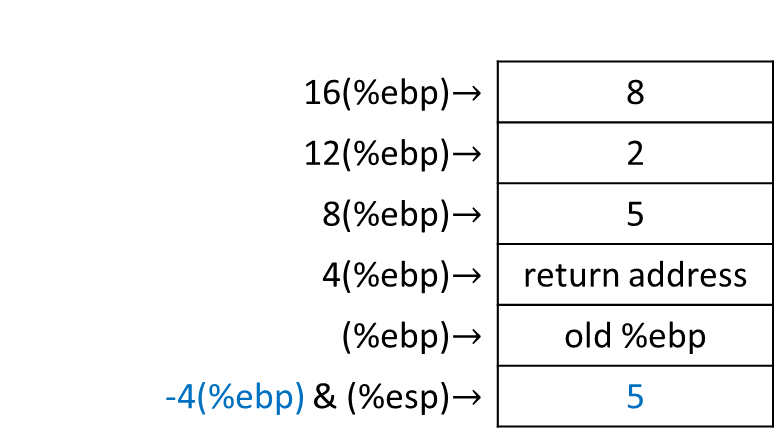 16(%ebp)→ 8
12(%ebp)→ 2
8(%ebp)→ 5
4(%ebp)→ return address
(%ebp)→ old %ebp
-4(%ebp) & (%esp)→ 5